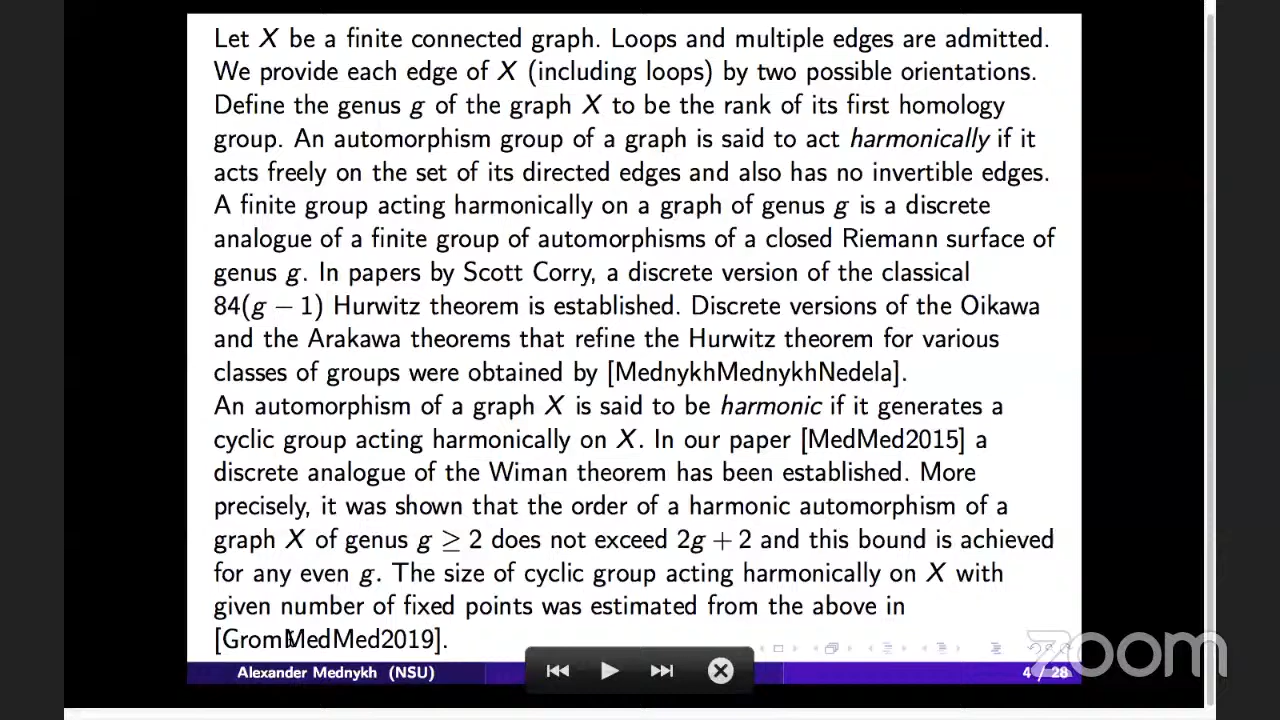 Let X be a finite connected graph. Loops and multiple edges are admitted.
We provide each edge of X (including loops) by two possible orientations.
Define the genus g of the graph X to be the rank of its first homology
group. An automorphism group of a graph is said to act harmonically if it
acts freely on the set of its directed edges and also has no invertible edges.
A finite group acting harmonically on a graph of genus g is a discrete
analogue of a finite group of automorphisms of a closed Riemann surface of
genus g. In papers by Scott Corry, a discrete version of the classical
84(g − 1) Hurwitz theorem is established. Discrete versions of the Oikawa
and the Arakawa theorems that refine the Hurwitz theorem for various
classes of groups were obtained by [MednykhMednykhNedela].
An automorphism of a graph X is said to be harmonic if it generates a
cyclic group acting harmonically on X. In our paper [MedMed2015] a
discrete analogue of the Wiman theorem has been established. More
precisely, it was shown that the order of a harmonic automorphism of a
graph X of genus g ≥ 2 does not exceed 2g + 2 and this bound is achieved
for any even g. The size of cyclic group acting harmonically on X with
given number of fixed points was estimated from the above in
[GromMedMed2019].
Alexander Mednykh (NSU)
4 / 28
zoom